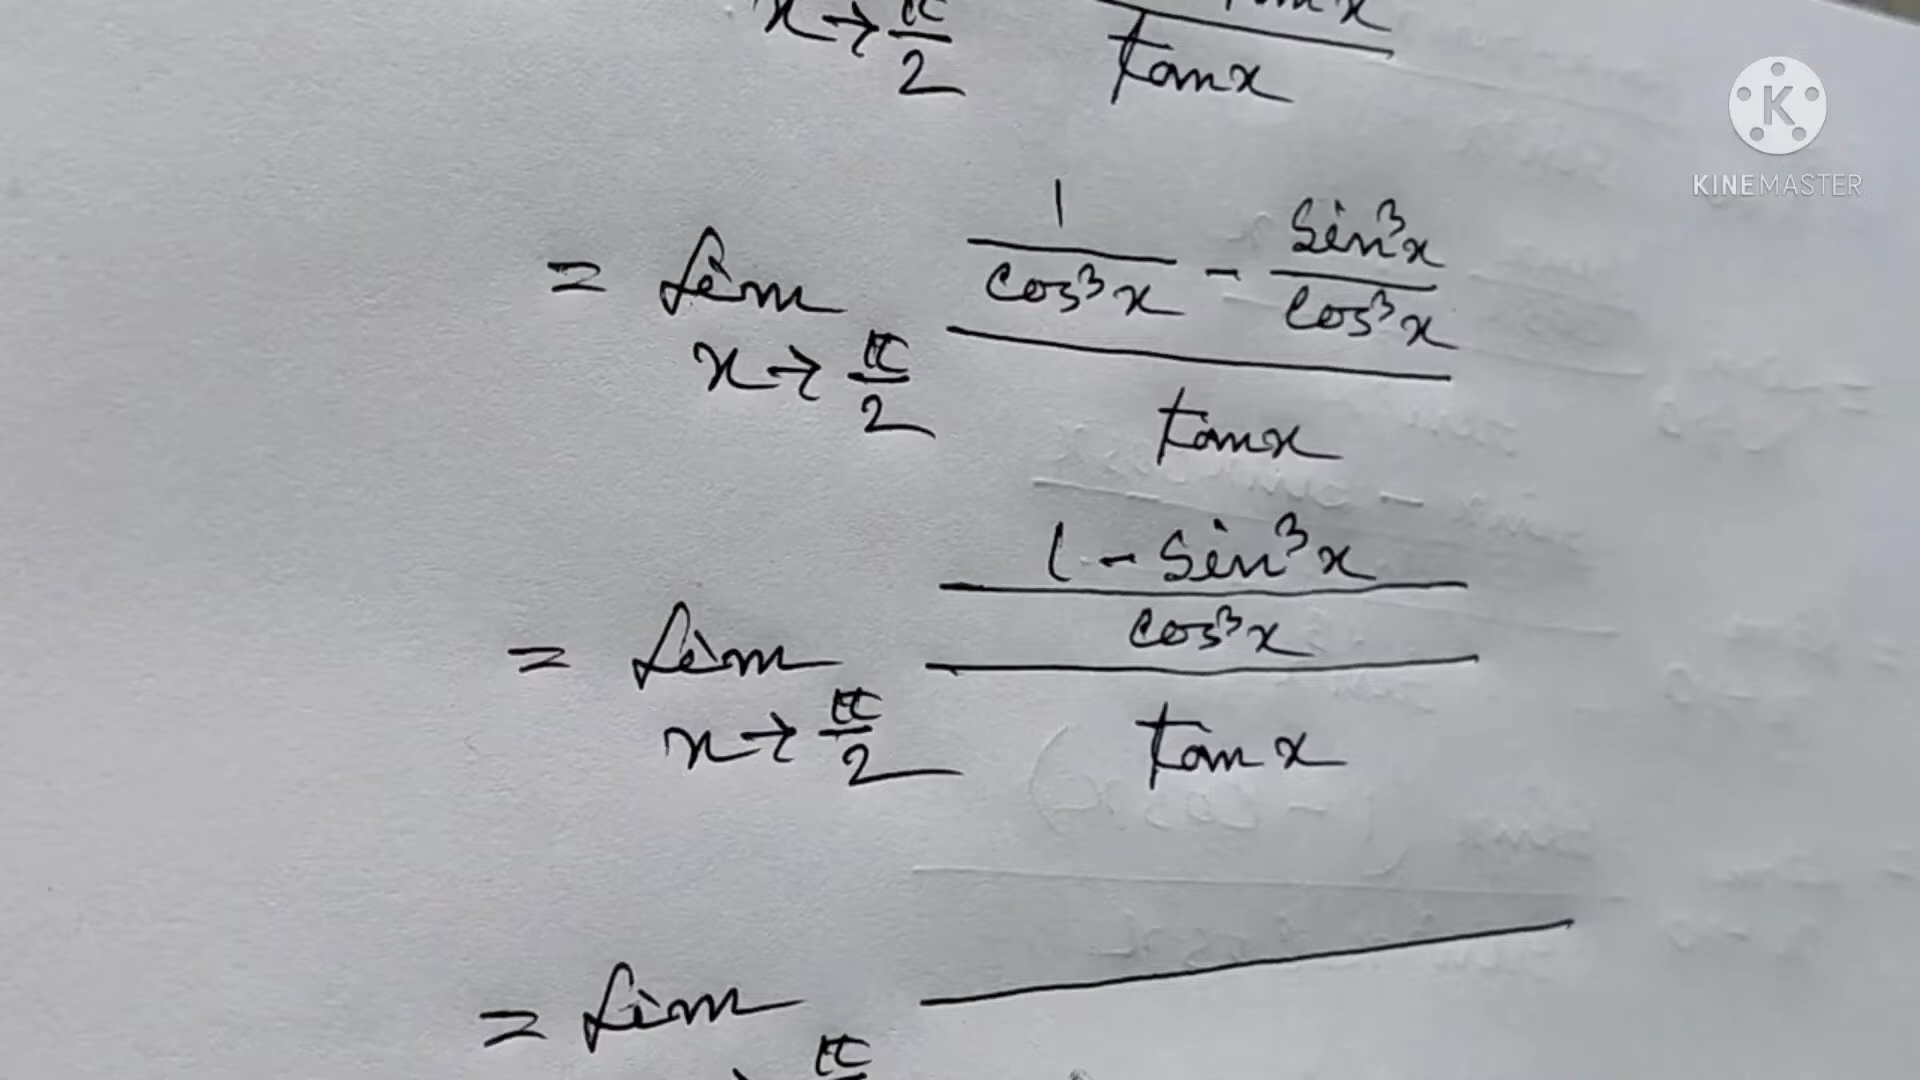 x→π/2 tanx
KINEMASTER
= Lim x→π/2 (1/cos³x - sin³x/cos³x)/tanx
= Lim x→π/2 ((1-sin³x)/cos³x)/tanx
= Lim
π